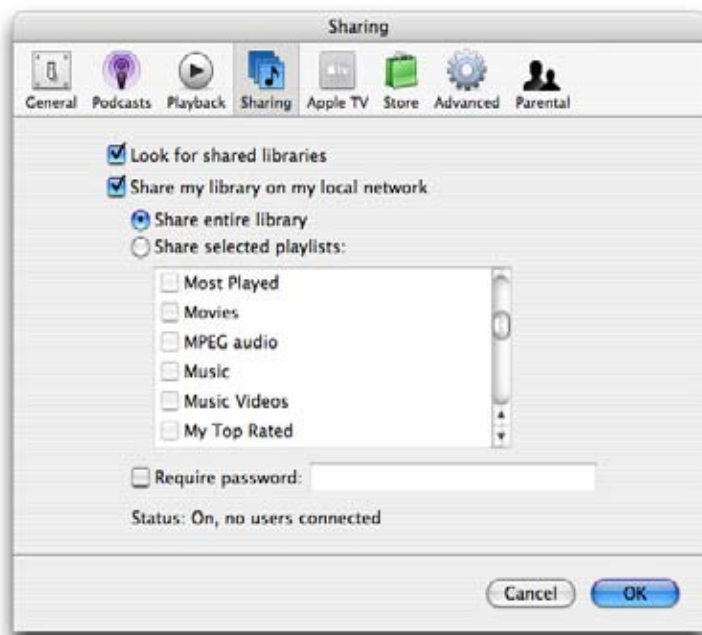 Sharing
General Podcasts Playback Sharing Apple TV Store Advanced Parental
Look for shared libraries
Share my library on my local network
Share entire library
Share selected playlists:
Most Played
Movies
MPEG audio
Music
Music Videos
My Top Rated
Require password:
Status: On, no users connected
Cancel OK